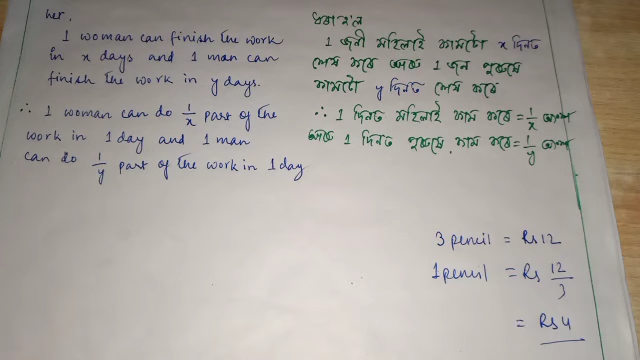 let,
1 woman can finish the work
in x days and 1 man can
finish the work in y days.
∴ 1 woman can do 1/x part of the
work in 1 day and 1 man
can do 1/y part of the work in 1 day
ধৰা হ'ল
1 জনী মহিলাই কামটো x দিনত
শেষ কৰে আৰু 1 জন পুৰুষে
কামটো y দিনত শেষ কৰে
∴ 1 দিনত মহিলাই কাম কৰে = 1/x অংশ
আৰু 1 দিনত পুৰুষে কাম কৰে = 1/y অংশ
3 pencil = Rs 12
1 pencil = Rs 12/3
= Rs 4